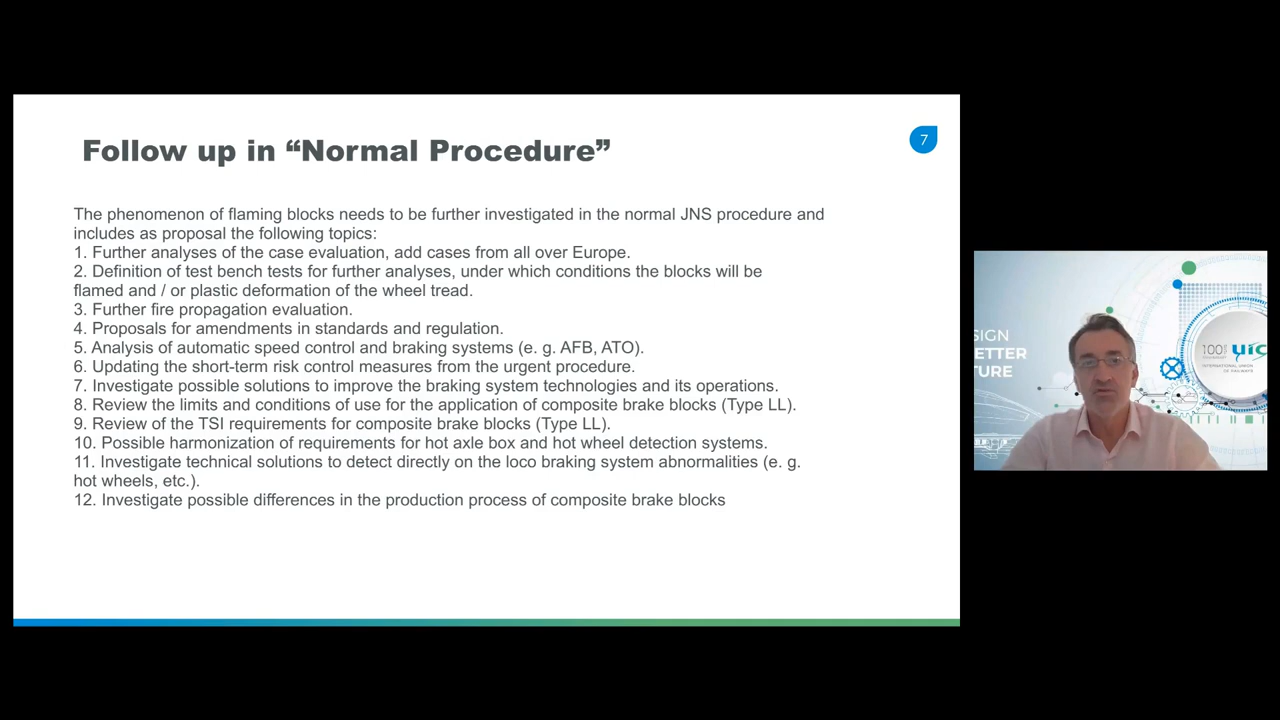 Follow up in “Normal Procedure”
7
The phenomenon of flaming blocks needs to be further investigated in the normal JNS procedure and
includes as proposal the following topics:
1. Further analyses of the case evaluation, add cases from all over Europe.
2. Definition of test bench tests for further analyses, under which conditions the blocks will be
flamed and / or plastic deformation of the wheel tread.
3. Further fire propagation evaluation.
4. Proposals for amendments in standards and regulation.
5. Analysis of automatic speed control and braking systems (e. g. AFB, ATO).
6. Updating the short-term risk control measures from the urgent procedure.
7. Investigate possible solutions to improve the braking system technologies and its operations.
8. Review the limits and conditions of use for the application of composite brake blocks (Type LL).
9. Review of the TSI requirements for composite brake blocks (Type LL).
10. Possible harmonization of requirements for hot axle box and hot wheel detection systems.
11. Investigate technical solutions to detect directly on the loco braking system abnormalities (e. g.
hot wheels, etc.).
12. Investigate possible differences in the production process of composite brake blocks
SIGN
ETTER
TURE
100
uic
INTERNATIONAL UNION
OF RAILWAYS